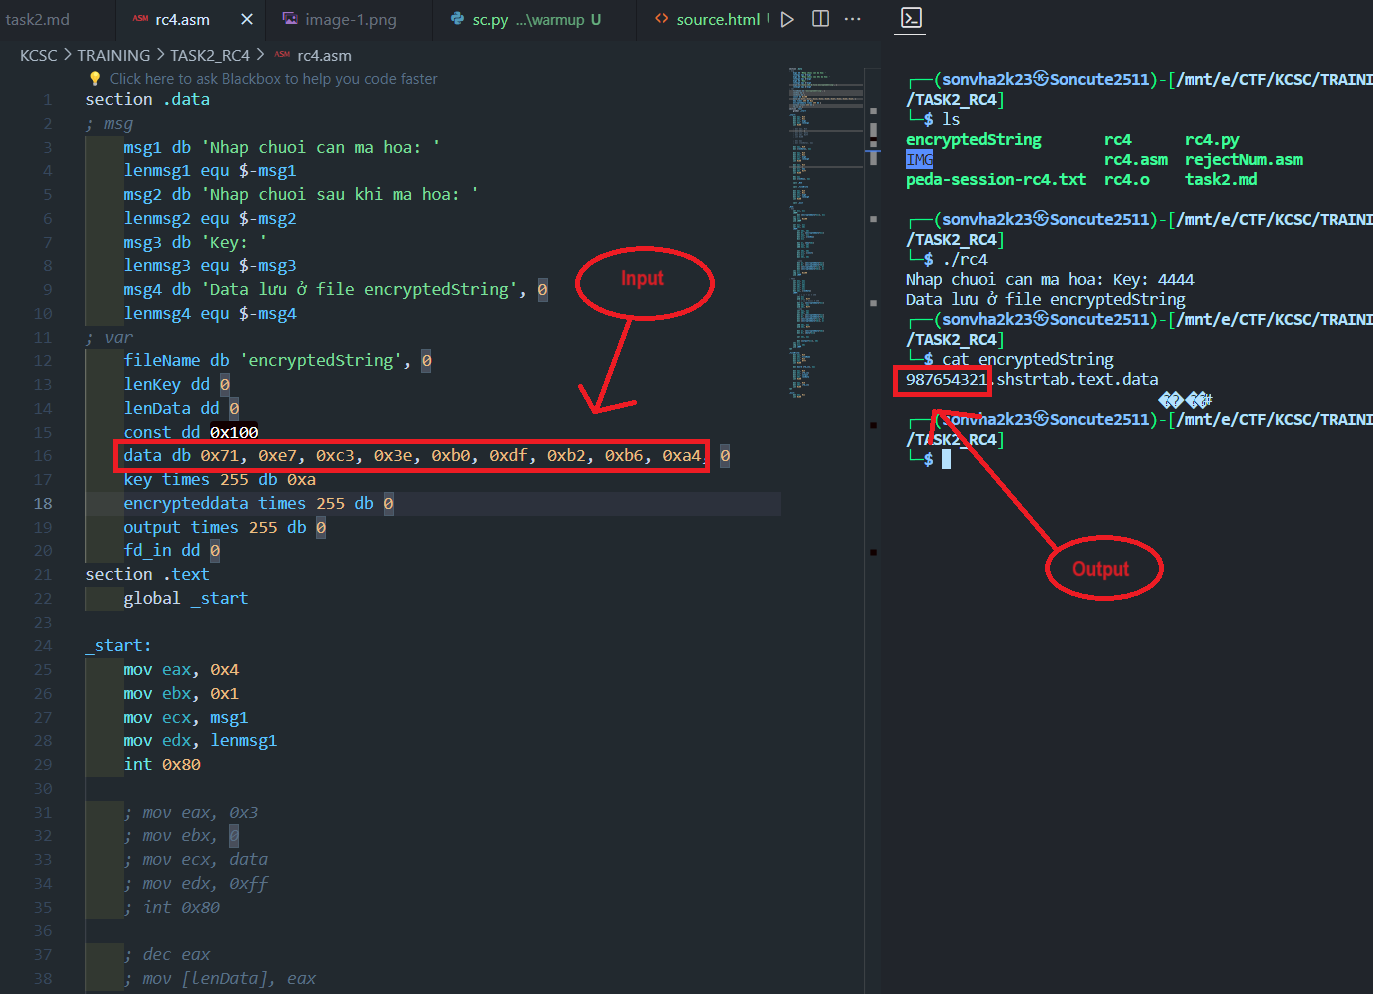 task2.md
ASM rc4.asm
image-1.png
sc.py ...\warmup U
source.html
KCSC > TRAINING > TASK2_RC4 > ASM rc4.asm
Click here to ask Blackbox to help you code faster
1 section .data
2 ; msg
3 msg1 db 'Nhap chuoi can ma hoa: '
4 lenmsg1 equ $-msg1
5 msg2 db 'Nhap chuoi sau khi ma hoa: '
6 lenmsg2 equ $-msg2
7 msg3 db 'Key: '
8 lenmsg3 equ $-msg3
9 msg4 db 'Data lưu ở file encryptedString', 0
10 lenmsg4 equ $-msg4
11 ; var
12 fileName db 'encryptedString', 0
13 lenKey dd 0
14 lenData dd 0
15 const dd 0x100
16 data db 0x71, 0xe7, 0xc3, 0x3e, 0xb0, 0xdf, 0xb2, 0xb6, 0xa4, 0
17 key times 255 db 0xa
18 encrypteddata times 255 db 0
19 output times 255 db 0
20 fd_in dd 0
21 section .text
22 global _start
23
24 _start:
25 mov eax, 0x4
26 mov ebx, 0x1
27 mov ecx, msg1
28 mov edx, lenmsg1
29 int 0x80
30
31 ; mov eax, 0x3
32 ; mov ebx, 0
33 ; mov ecx, data
34 ; mov edx, 0xff
35 ; int 0x80
36
37 ; dec eax
38 ; mov [lenData], eax
Input
┌──(sonvha2k23㉿Soncute2511)-[/mnt/e/CTF/KCSC/TRAINI
/TASK2_RC4]
└─$ ls
encryptedString rc4 rc4.py
IMG rc4.asm rejectNum.asm
peda-session-rc4.txt rc4.o task2.md
┌──(sonvha2k23㉿Soncute2511)-[/mnt/e/CTF/KCSC/TRAINI
/TASK2_RC4]
└─$ ./rc4
Nhap chuoi can ma hoa: Key: 4444
Data lưu ở file encryptedString
┌──(sonvha2k23㉿Soncute2511)-[/mnt/e/CTF/KCSC/TRAINI
/TASK2_RC4]
└─$ cat encryptedString
987654321.shstrtab.text.data
#
┌──(sonvha2k23㉿Soncute2511)-[/mnt/e/CTF/KCSC/TRAINI
/TASK2_RC4]
└─$
Output